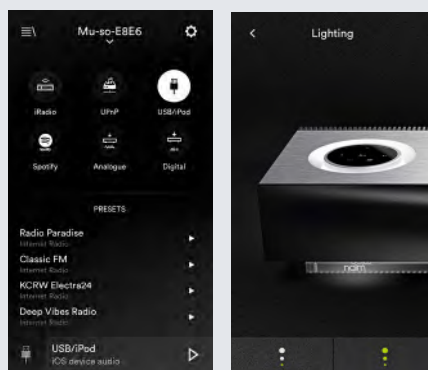 Mu-so-E8E6
iRadio
UPnP
USB/iPod
Spotify
Analogue
Digital
PRESETS
Radio Paradise
Internet Radio
Classic FM
Internet Radio
KCRW Electra24
Internet Radio
Deep Vibes Radio
Internet Radio
USB/iPod
iOS device audio
Lighting
naim